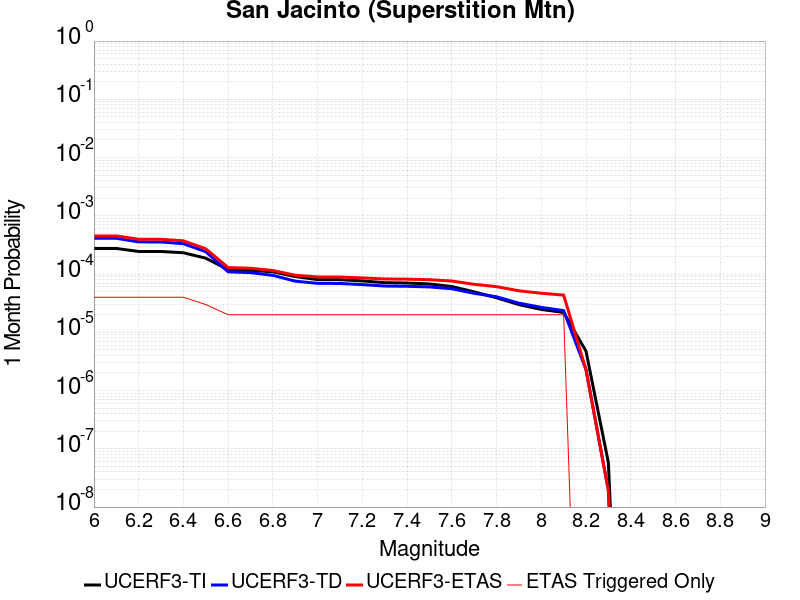 San Jacinto (Superstition Mtn)
10^0
10^-1
10^-2
10^-3
10^-4
10^-5
10^-6
10^-7
10^-8
1 Month Probability
6 6.2 6.4 6.6 6.8 7 7.2 7.4 7.6 7.8 8 8.2 8.4 8.6 8.8 9
Magnitude
UCERF3-TI UCERF3-TD UCERF3-ETAS ETAS Triggered Only